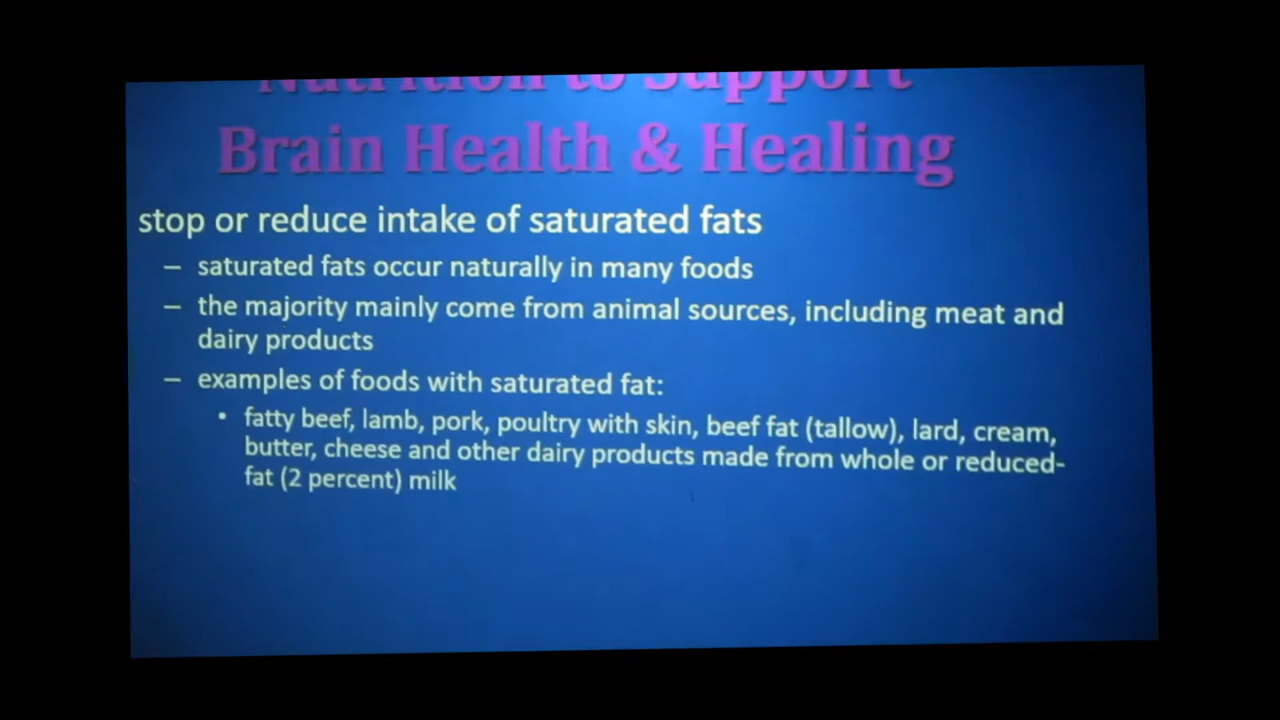 Nutrition to Support
Brain Health & Healing
stop or reduce intake of saturated fats
– saturated fats occur naturally in many foods
– the majority mainly come from animal sources, including meat and
dairy products
– examples of foods with saturated fat:
• fatty beef, lamb, pork, poultry with skin, beef fat (tallow), lard, cream,
butter, cheese and other dairy products made from whole or reduced-
fat (2 percent) milk